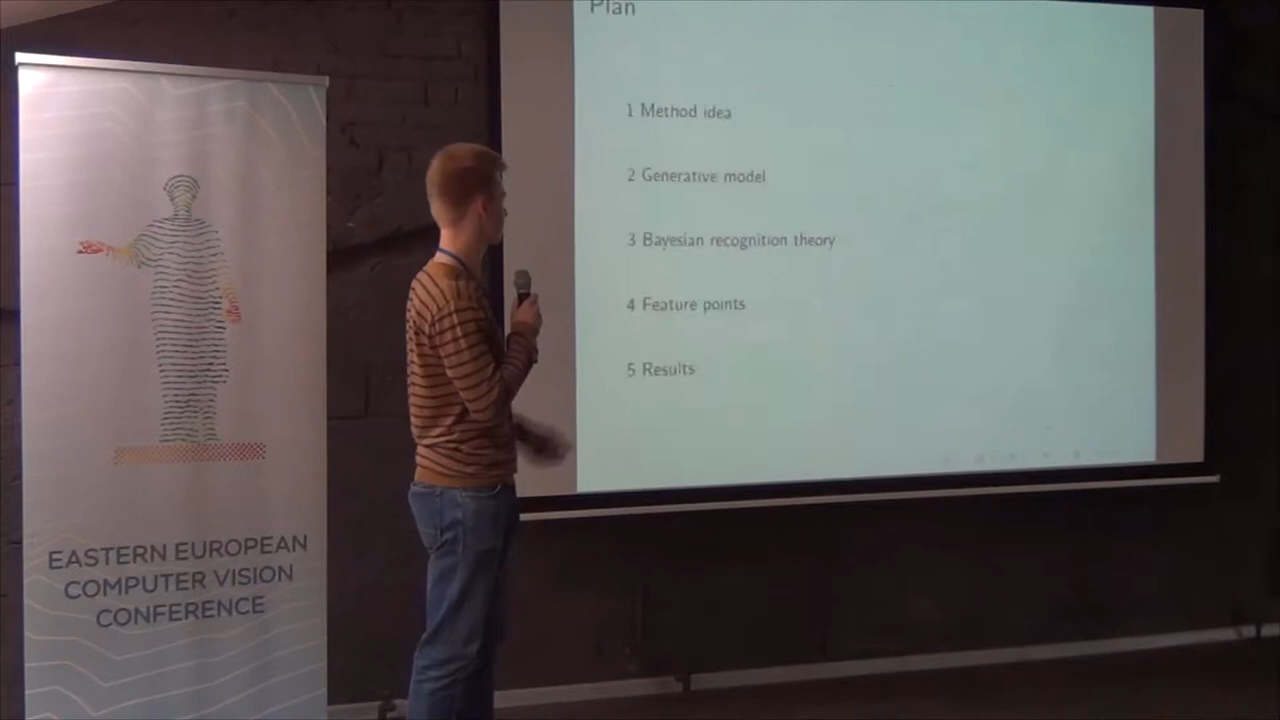 Plan
1 Method idea
2 Generative model
3 Bayesian recognition theory
4 Feature points
5 Results
EASTERN EUROPEAN
COMPUTER VISION
CONFERENCE